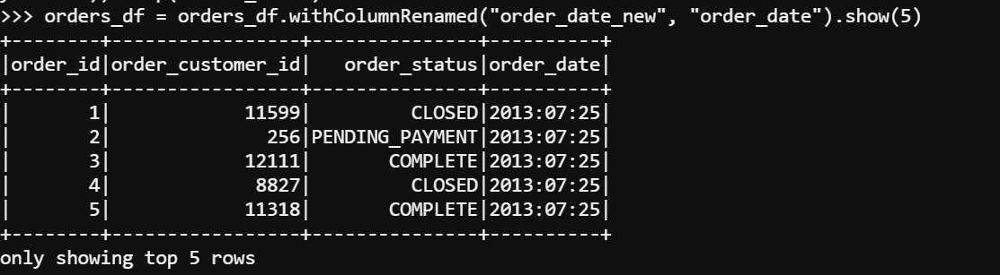 >>> orders_df = orders_df.withColumnRenamed("order_date_new", "order_date").show(5)
+--------+-----------------+---------------+----------+
|order_id|order_customer_id|   order_status|order_date|
+--------+-----------------+---------------+----------+
|       1|            11599|         CLOSED|2013:07:25|
|       2|              256|PENDING_PAYMENT|2013:07:25|
|       3|            12111|       COMPLETE|2013:07:25|
|       4|             8827|         CLOSED|2013:07:25|
|       5|            11318|       COMPLETE|2013:07:25|
+--------+-----------------+---------------+----------+
only showing top 5 rows